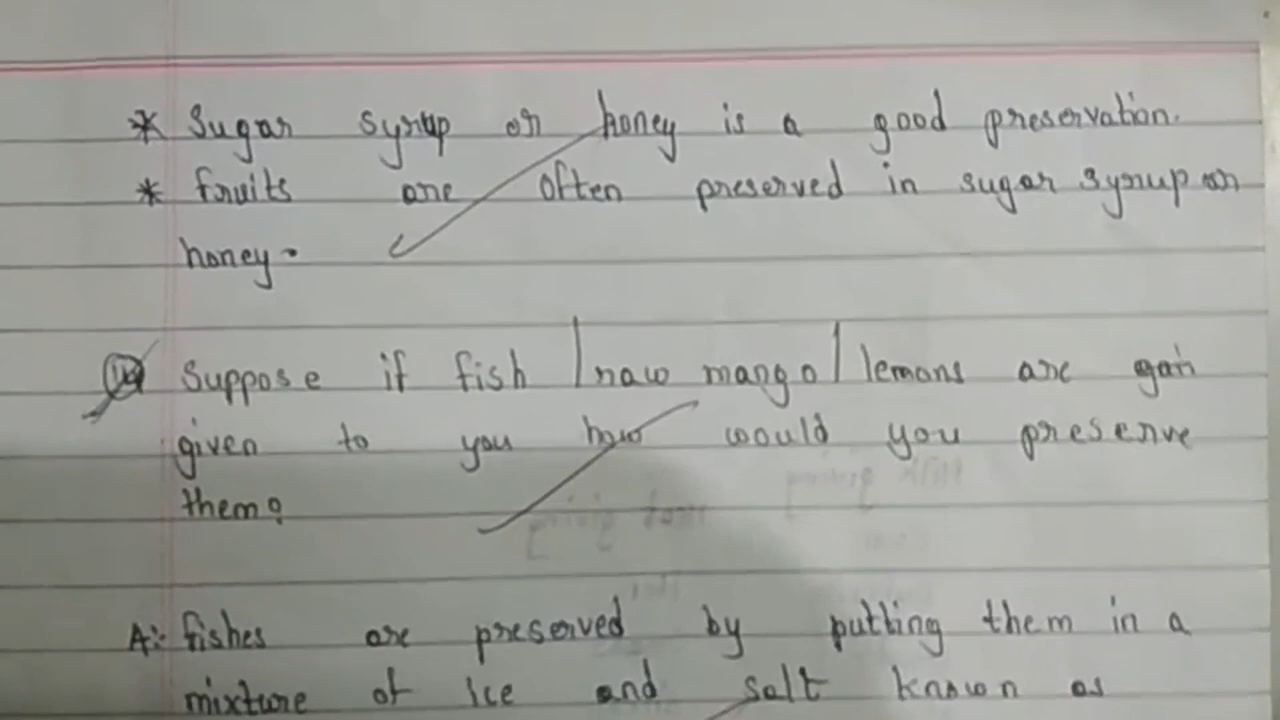 * Sugar syrup or honey is a good preservation.
* fruits are often preserved in sugar syrup or
honey.
Suppose if fish / raw mango / lemons are
given to you how would you preserve
them?
A:- fishes are preserved by putting them in a
mixture of ice and salt known as